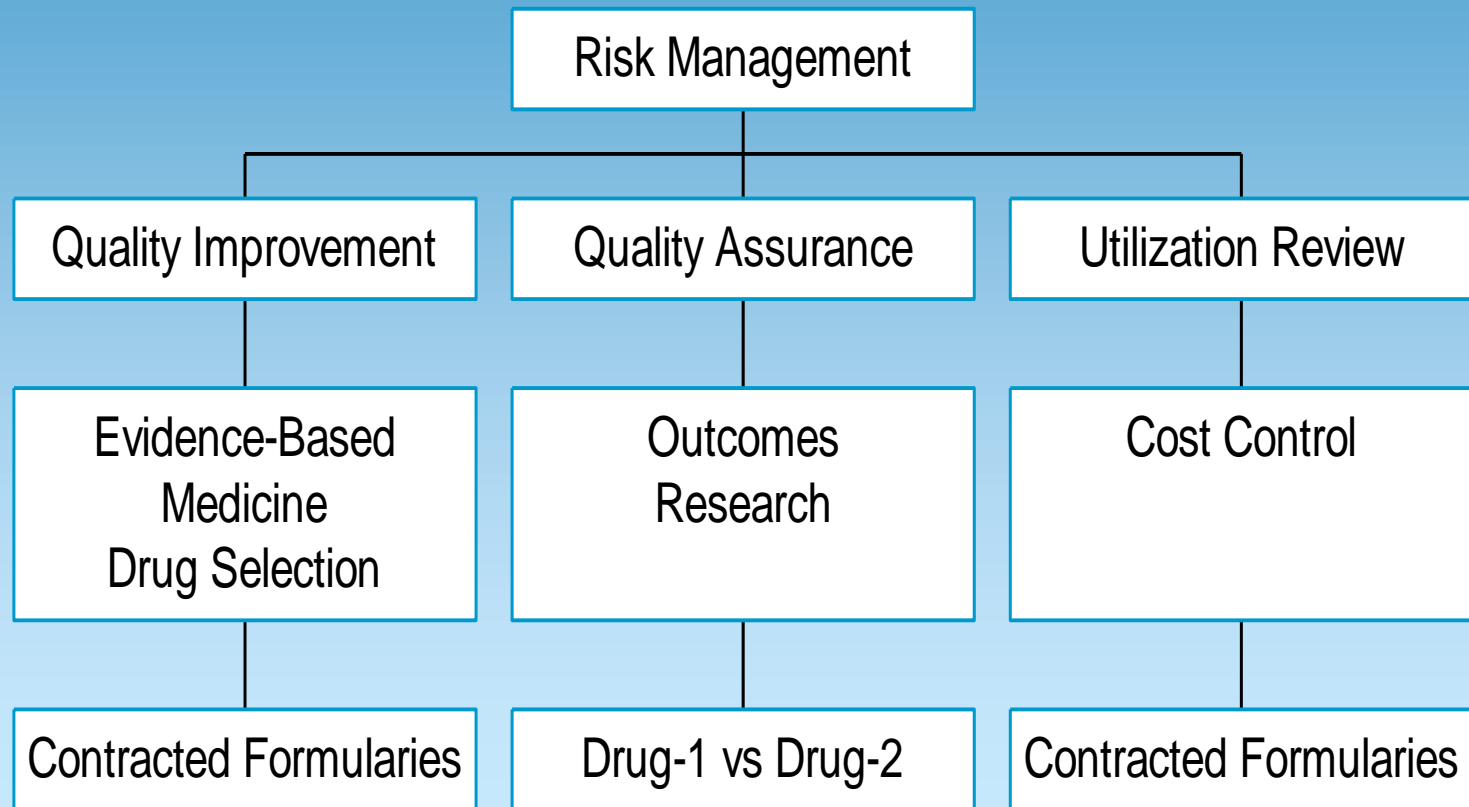 Risk Management
Quality Improvement
Quality Assurance
Utilization Review
Evidence-Based
Medicine
Drug Selection
Outcomes
Research
Cost Control
Contracted Formularies
Drug-1 vs Drug-2
Contracted Formularies